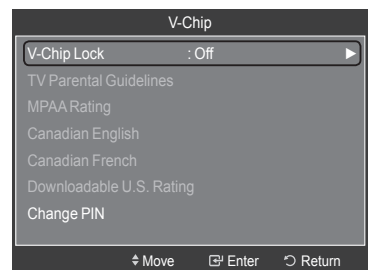 V-Chip
V-Chip Lock : Off
TV Parental Guidelines
MPAA Rating
Canadian English
Canadian French
Downloadable U.S. Rating
Change PIN
Move Enter Return